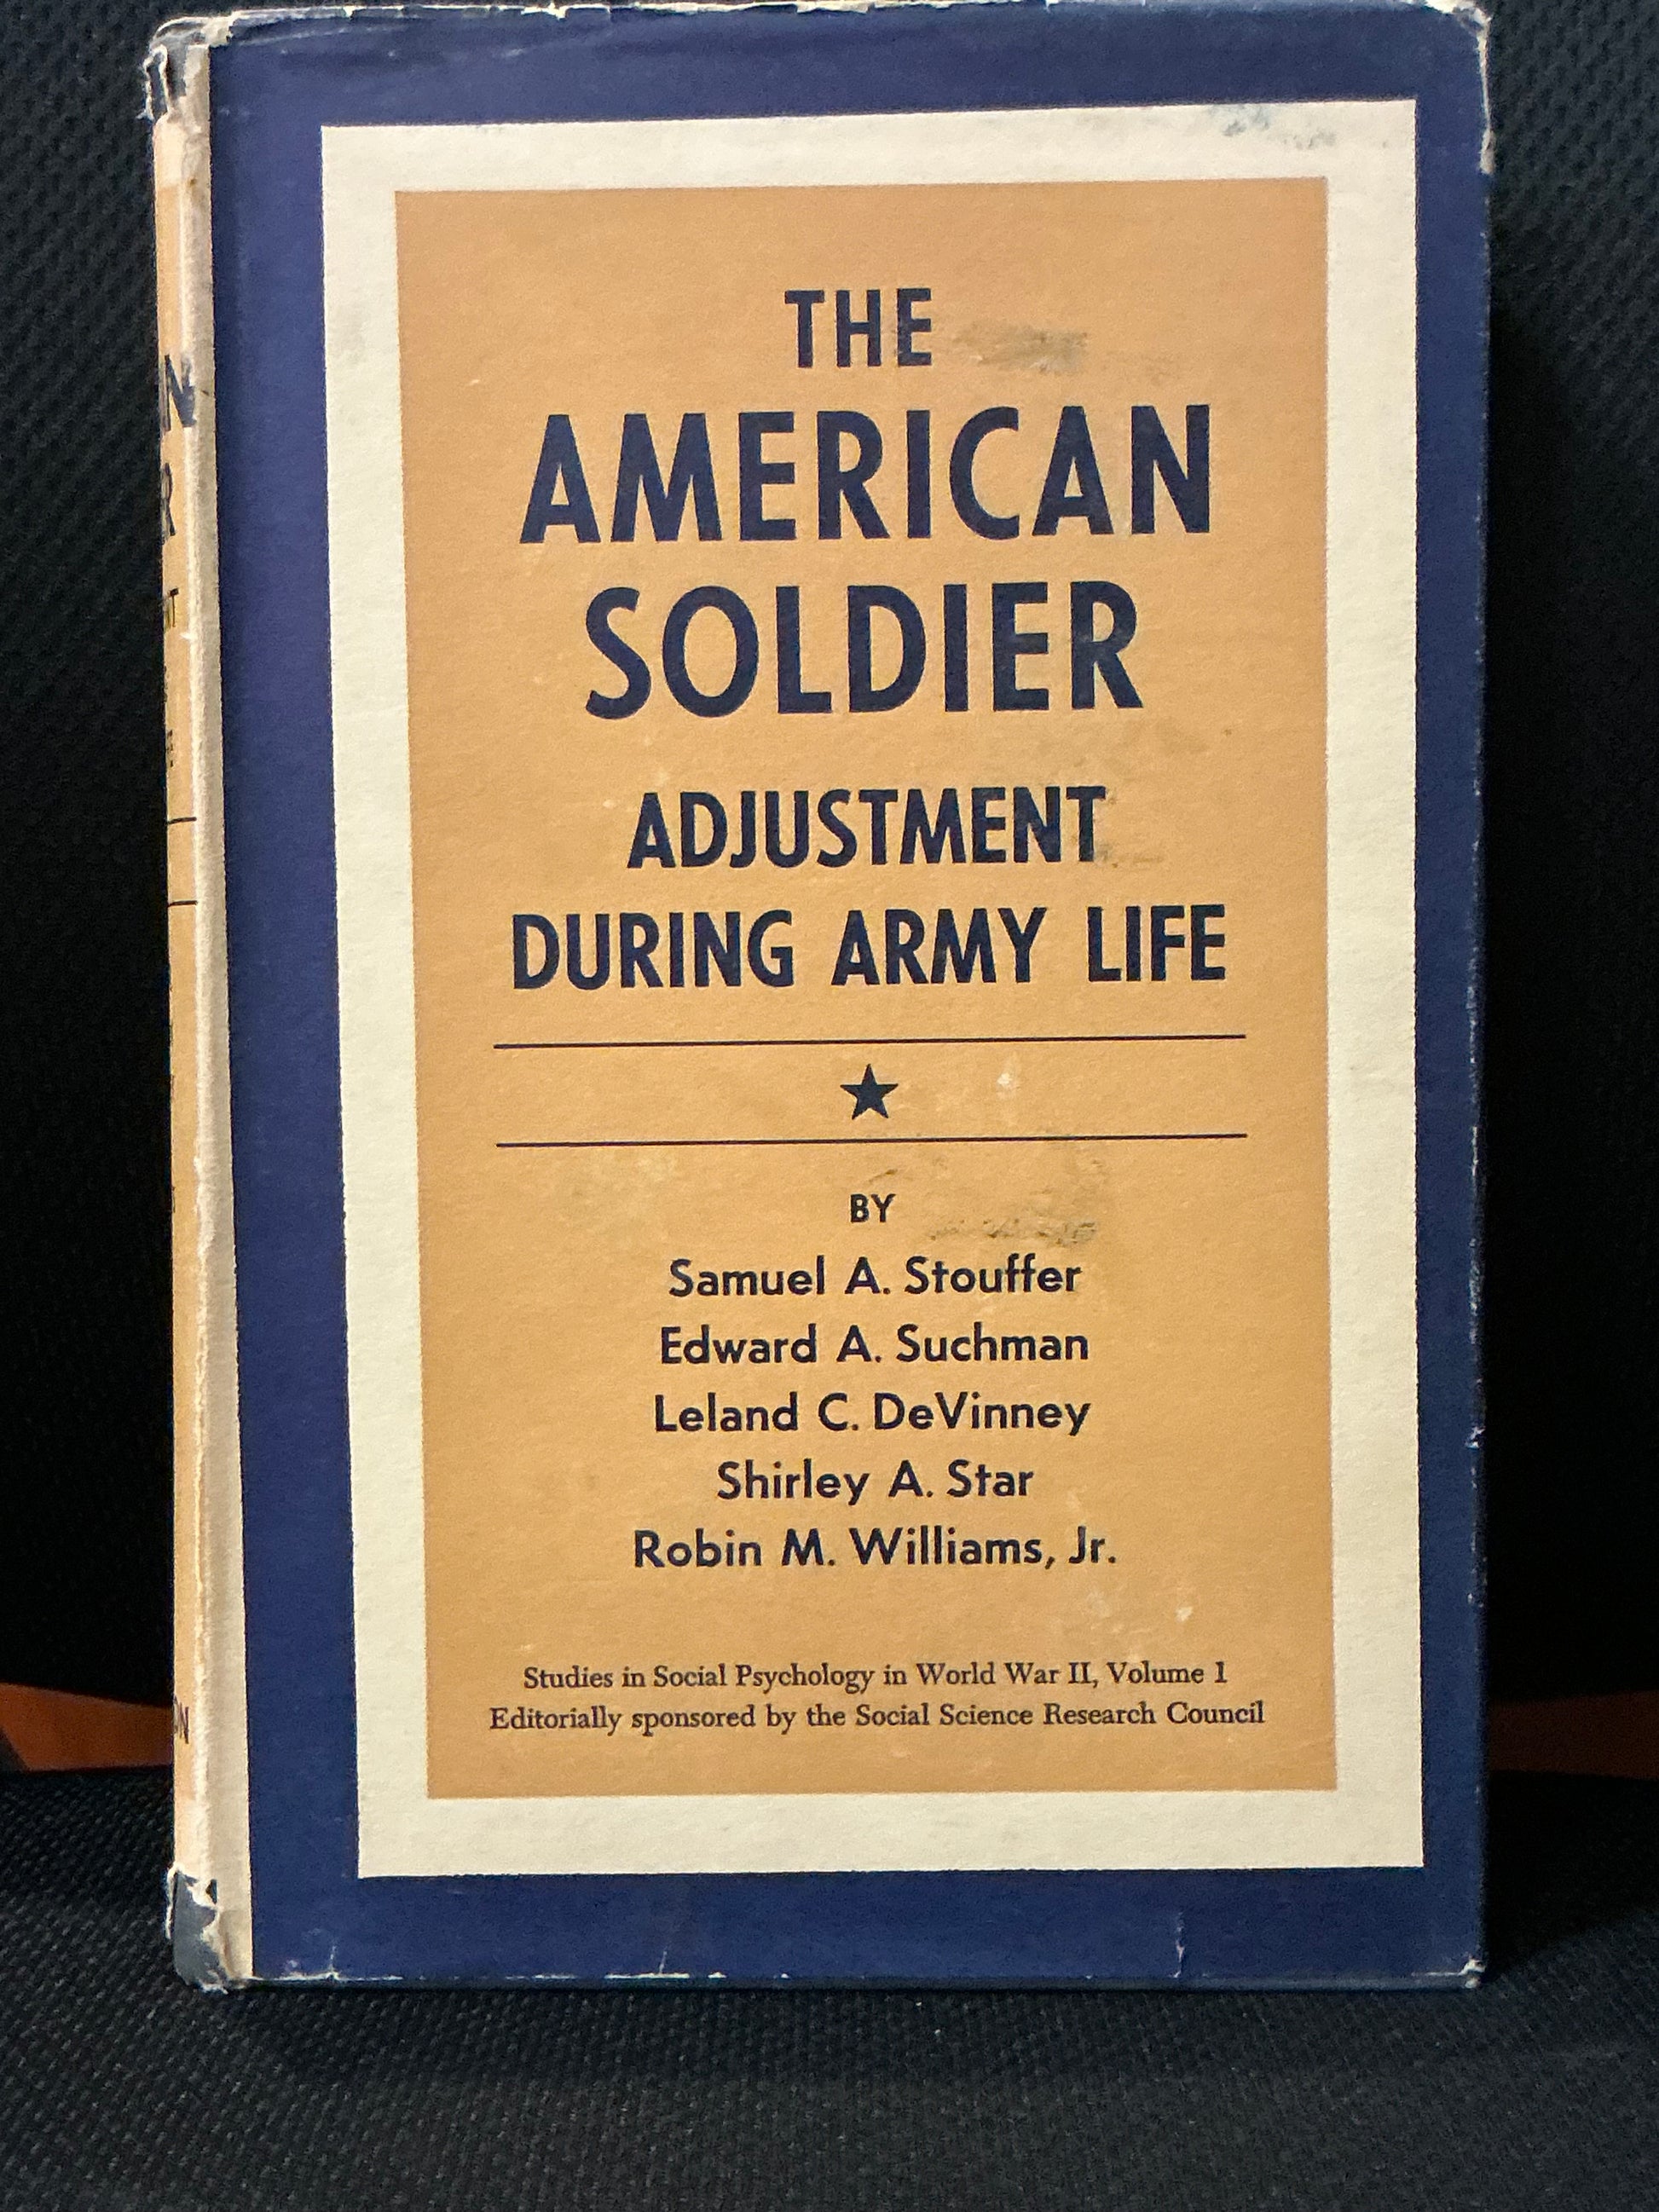 THE
AMERICAN
SOLDIER
ADJUSTMENT
DURING ARMY LIFE
BY
Samuel A. Stouffer
Edward A. Suchman
Leland C. DeVinney
Shirley A. Star
Robin M. Williams, Jr.
Studies in Social Psychology in World War II, Volume 1
Editorially sponsored by the Social Science Research Council